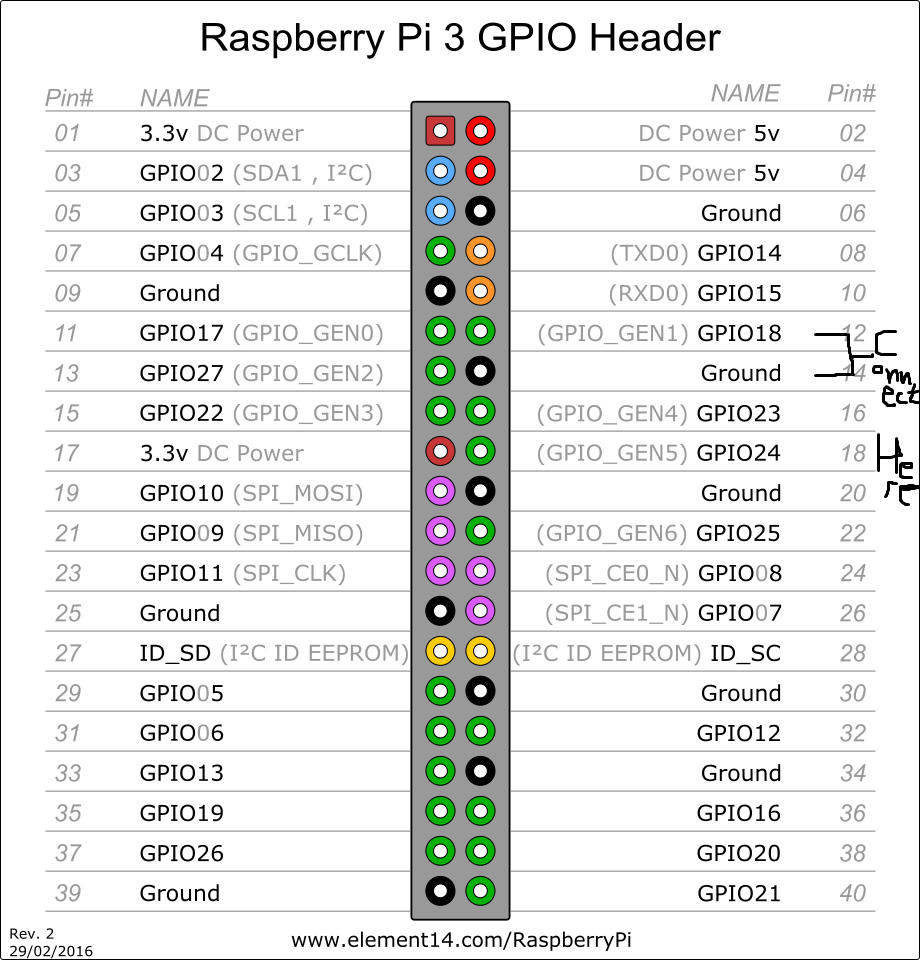 Raspberry Pi 3 GPIO Header
Pin# NAME NAME Pin#
01 3.3v DC Power DC Power 5v 02
03 GPIO02 (SDA1 , I²C) DC Power 5v 04
05 GPIO03 (SCL1 , I²C) Ground 06
07 GPIO04 (GPIO_GCLK) (TXD0) GPIO14 08
09 Ground (RXD0) GPIO15 10
11 GPIO17 (GPIO_GEN0) (GPIO_GEN1) GPIO18 12
13 GPIO27 (GPIO_GEN2) Ground 14
15 GPIO22 (GPIO_GEN3) (GPIO_GEN4) GPIO23 16
17 3.3v DC Power (GPIO_GEN5) GPIO24 18
19 GPIO10 (SPI_MOSI) Ground 20
21 GPIO09 (SPI_MISO) (GPIO_GEN6) GPIO25 22
23 GPIO11 (SPI_CLK) (SPI_CE0_N) GPIO08 24
25 Ground (SPI_CE1_N) GPIO07 26
27 ID_SD (I²C ID EEPROM) (I²C ID EEPROM) ID_SC 28
29 GPIO05 Ground 30
31 GPIO06 GPIO12 32
33 GPIO13 Ground 34
35 GPIO19 GPIO16 36
37 GPIO26 GPIO20 38
39 Ground GPIO21 40
C
onn
ect
He
re
Rev. 2
29/02/2016
www.element14.com/RaspberryPi